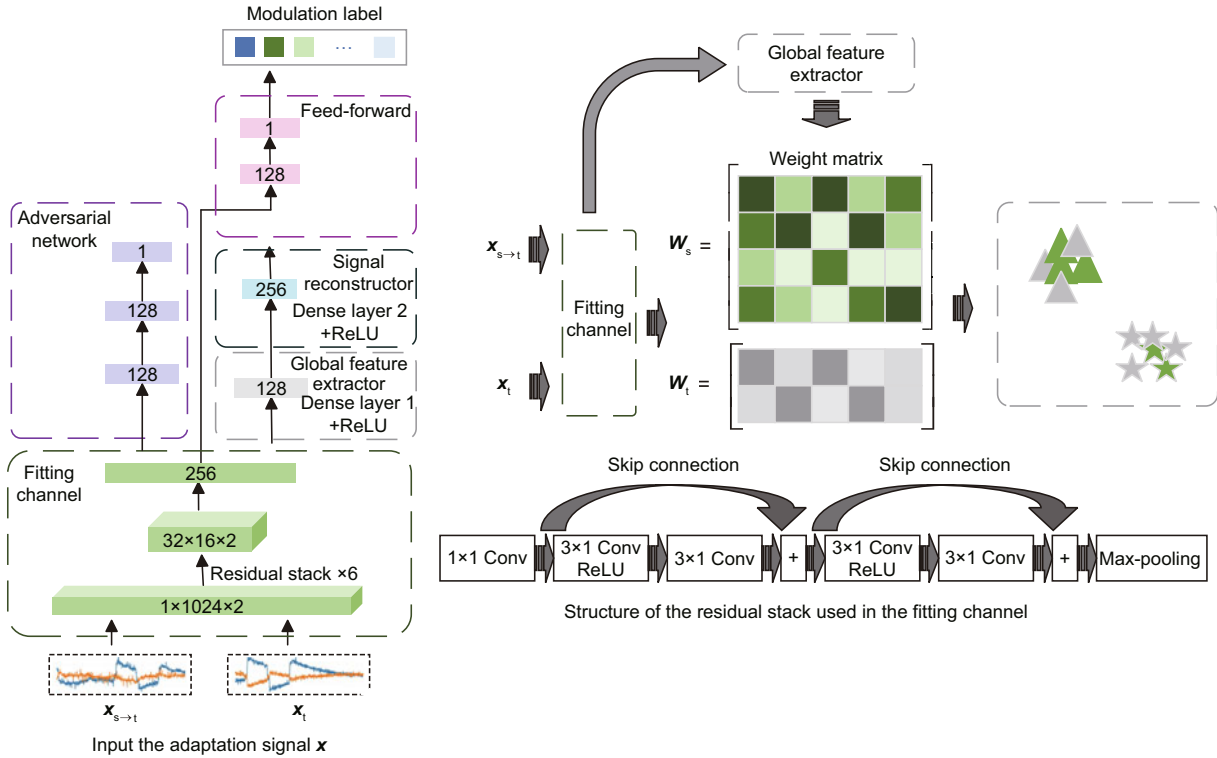 Modulation label
...
Feed-forward
1
128
Adversarial
network
1
128
128
Signal
reconstructor
256
Dense layer 2
+ReLU
Global feature
extractor
128
Dense layer 1
+ReLU
Fitting
channel
256
32×16×2
Residual stack ×6
1×1024×2
x s→t
x t
Input the adaptation signal x
Global feature
extractor
Weight matrix
x s→t
W s =
Fitting
channel
x t
W t =
Skip connection
Skip connection
1×1 Conv
3×1 Conv
ReLU
3×1 Conv
+
3×1 Conv
ReLU
3×1 Conv
+
Max-pooling
Structure of the residual stack used in the fitting channel